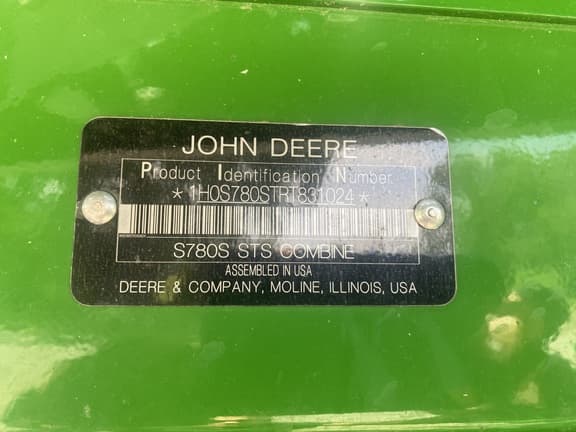 JOHN DEERE
Product Identification Number
*1H0S780STRT831024*
S780S STS COMBINE
ASSEMBLED IN USA
DEERE & COMPANY, MOLINE, ILLINOIS, USA